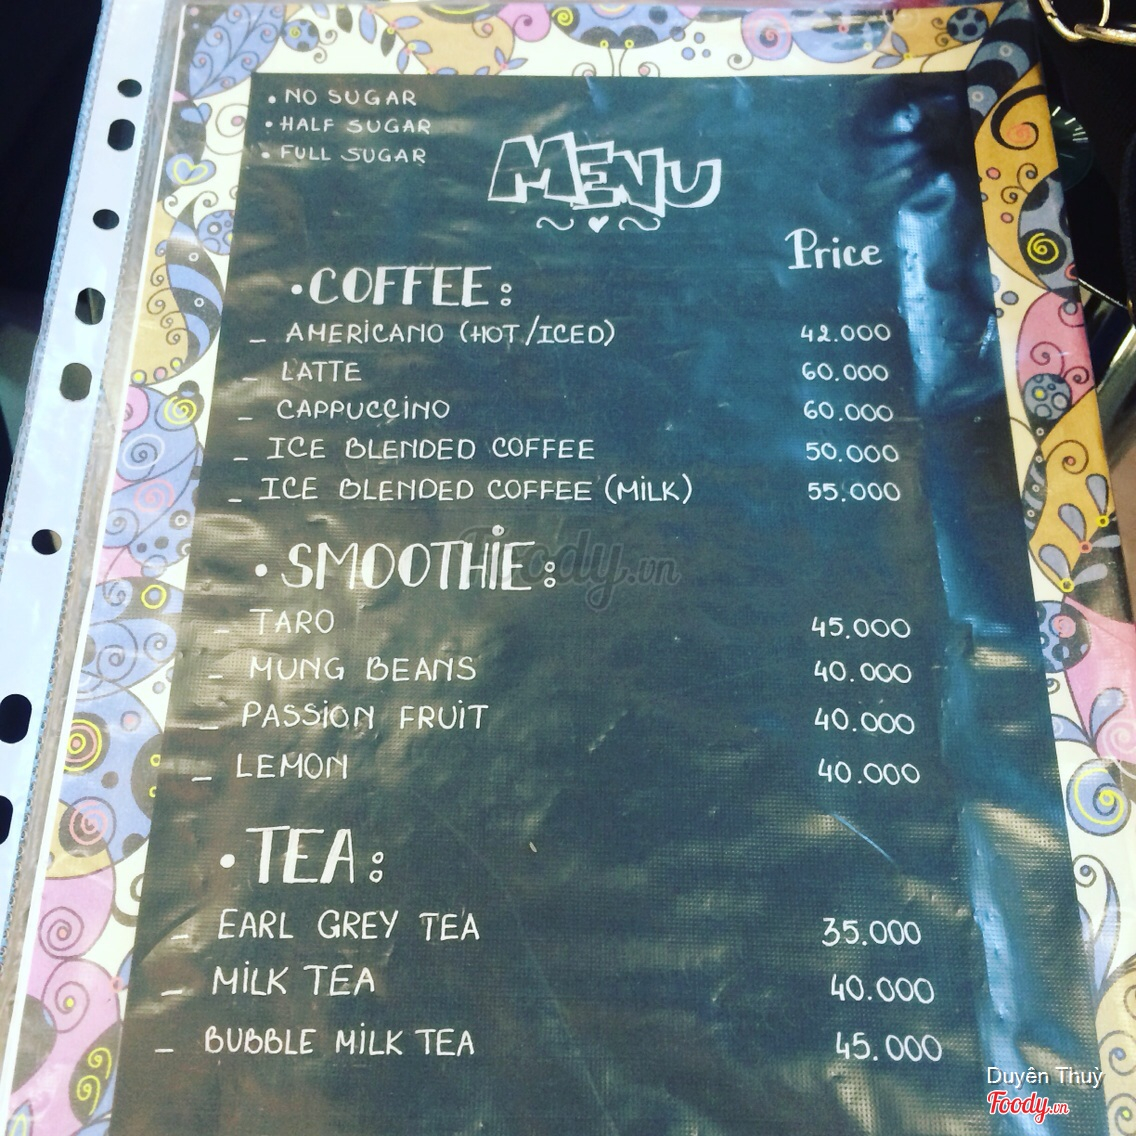 • NO SUGAR
• HALF SUGAR
• FULL SUGAR
MENU
Price
• COFFEE:
_ AMERICANO (HOT/ICED) 42.000
_ LATTE 60.000
_ CAPPUCCINO 60.000
_ ICE BLENDED COFFEE 50.000
_ ICE BLENDED COFFEE (MILK) 55.000
• SMOOTHIE:
Foody.vn
_ TARO 45.000
_ MUNG BEANS 40.000
_ PASSION FRUIT 40.000
_ LEMON 40.000
• TEA:
_ EARL GREY TEA 35.000
_ MILK TEA 40.000
_ BUBBLE MILK TEA 45.000
Duyên Thuỳ
Foody.vn